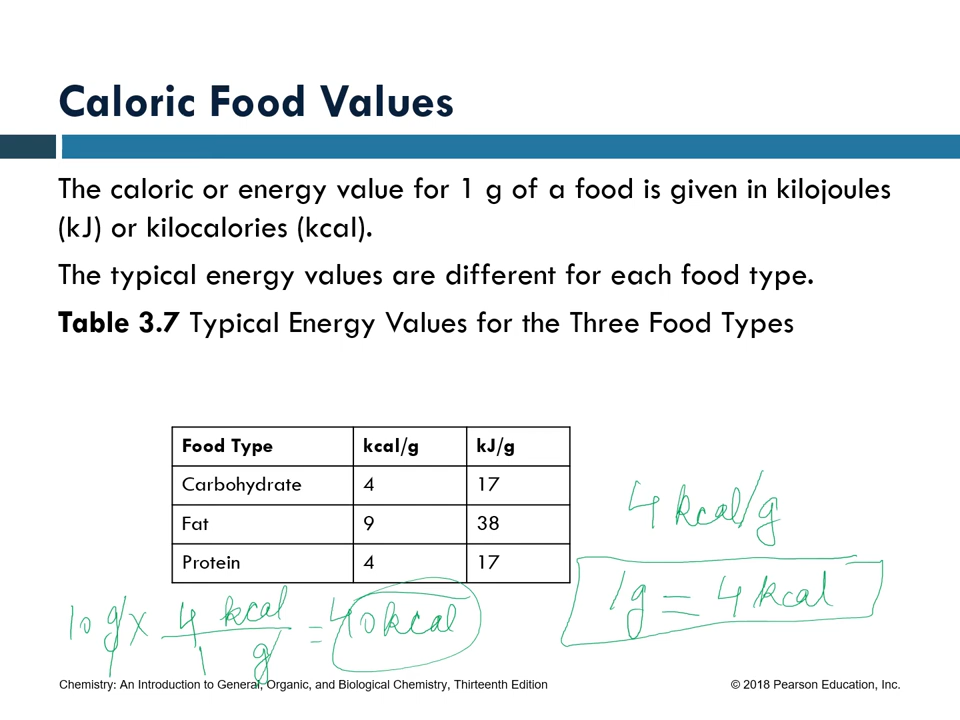 Caloric Food Values
The caloric or energy value for 1 g of a food is given in kilojoules
(kJ) or kilocalories (kcal).
The typical energy values are different for each food type.
Table 3.7 Typical Energy Values for the Three Food Types
Food Type kcal/g kJ/g
Carbohydrate 4 17
Fat 9 38
Protein 4 17
4 kcal/g
1g = 4 kcal
10 g x 4 kcal / 1 g = 40 kcal
Chemistry: An Introduction to General, Organic, and Biological Chemistry, Thirteenth Edition
© 2018 Pearson Education, Inc.